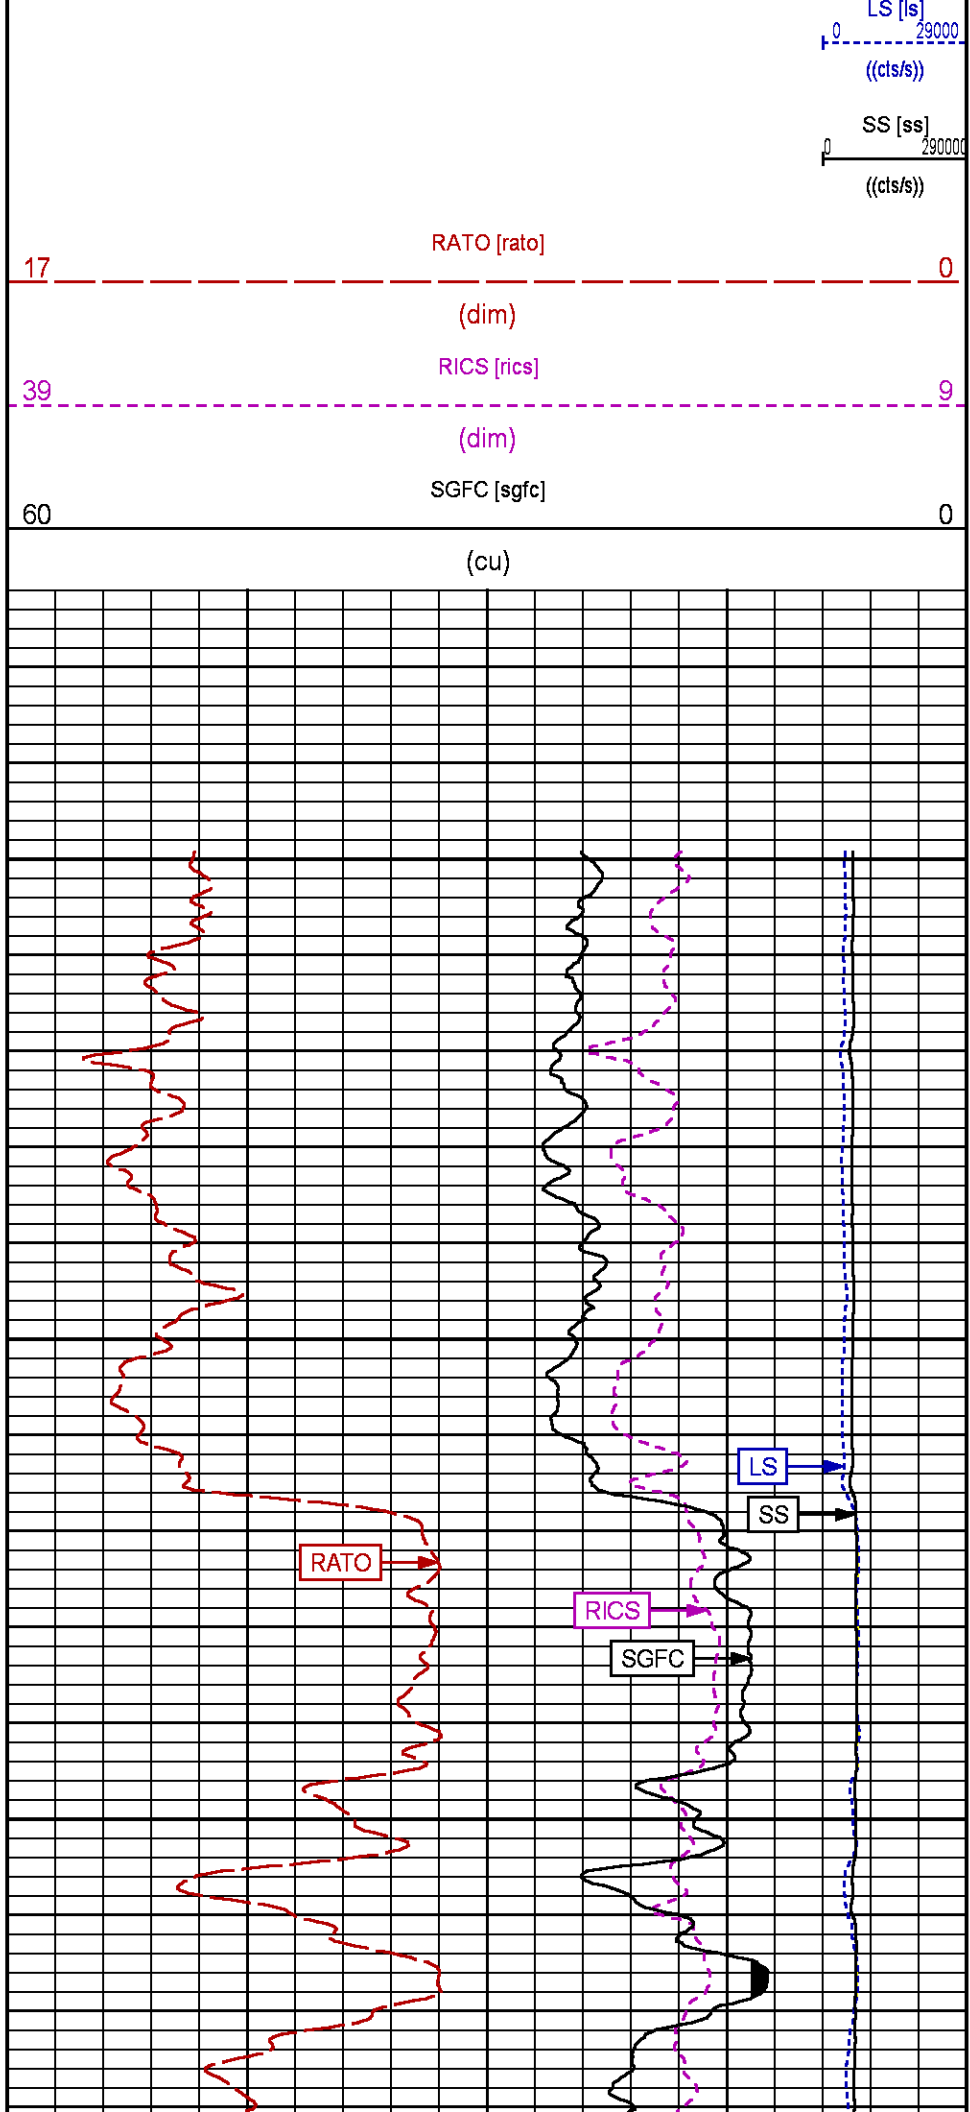 LS [ls]
0 29000
((cts/s))
SS [ss]
0 290000
((cts/s))
RATO [rato]
17 0
(dim)
RICS [rics]
39 9
(dim)
SGFC [sgfc]
60 0
(cu)
LS
SS
RATO
RICS
SGFC